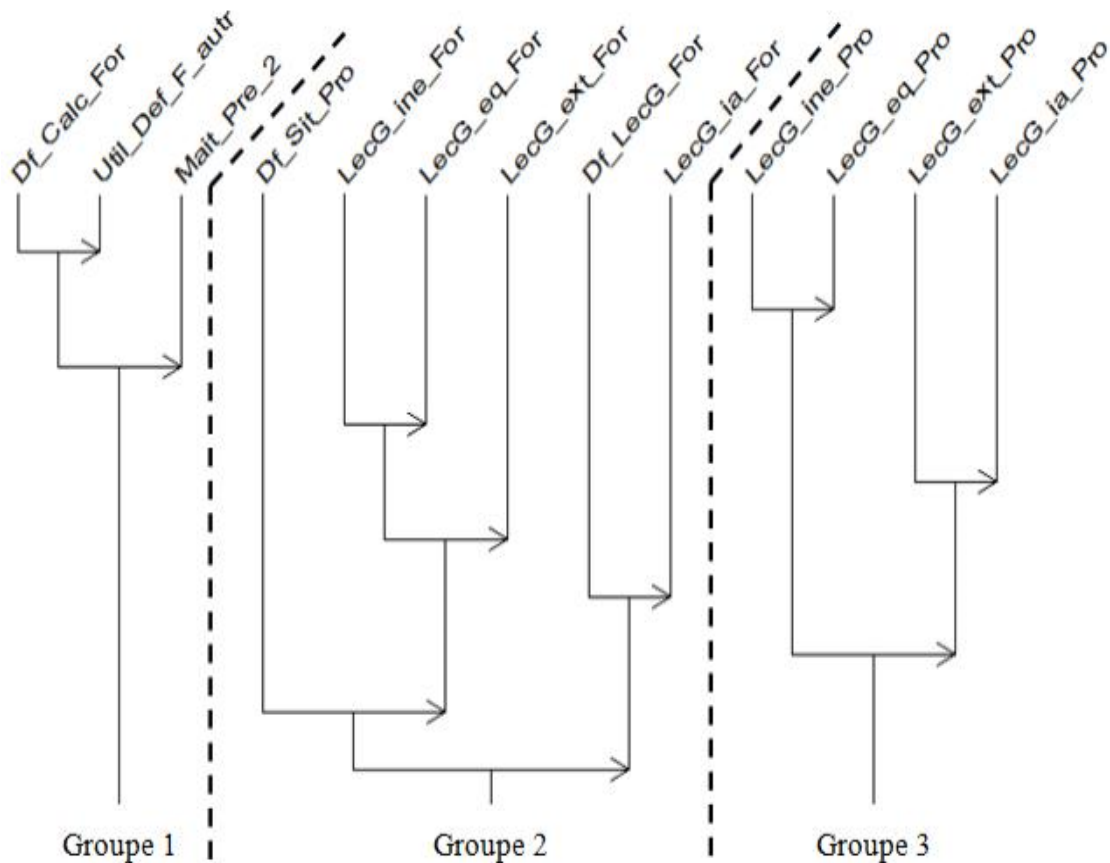 Df_Calc_For
Util_Def_F_autr
Mait_Pre_2
Df_Sit_Pro
LecG_ine_For
LecG_eq_For
LecG_ext_For
Df_LecG_For
LecG_ia_For
LecG_ine_Pro
LecG_eq_Pro
LecG_ext_Pro
LecG_ia_Pro
Groupe 1
Groupe 2
Groupe 3